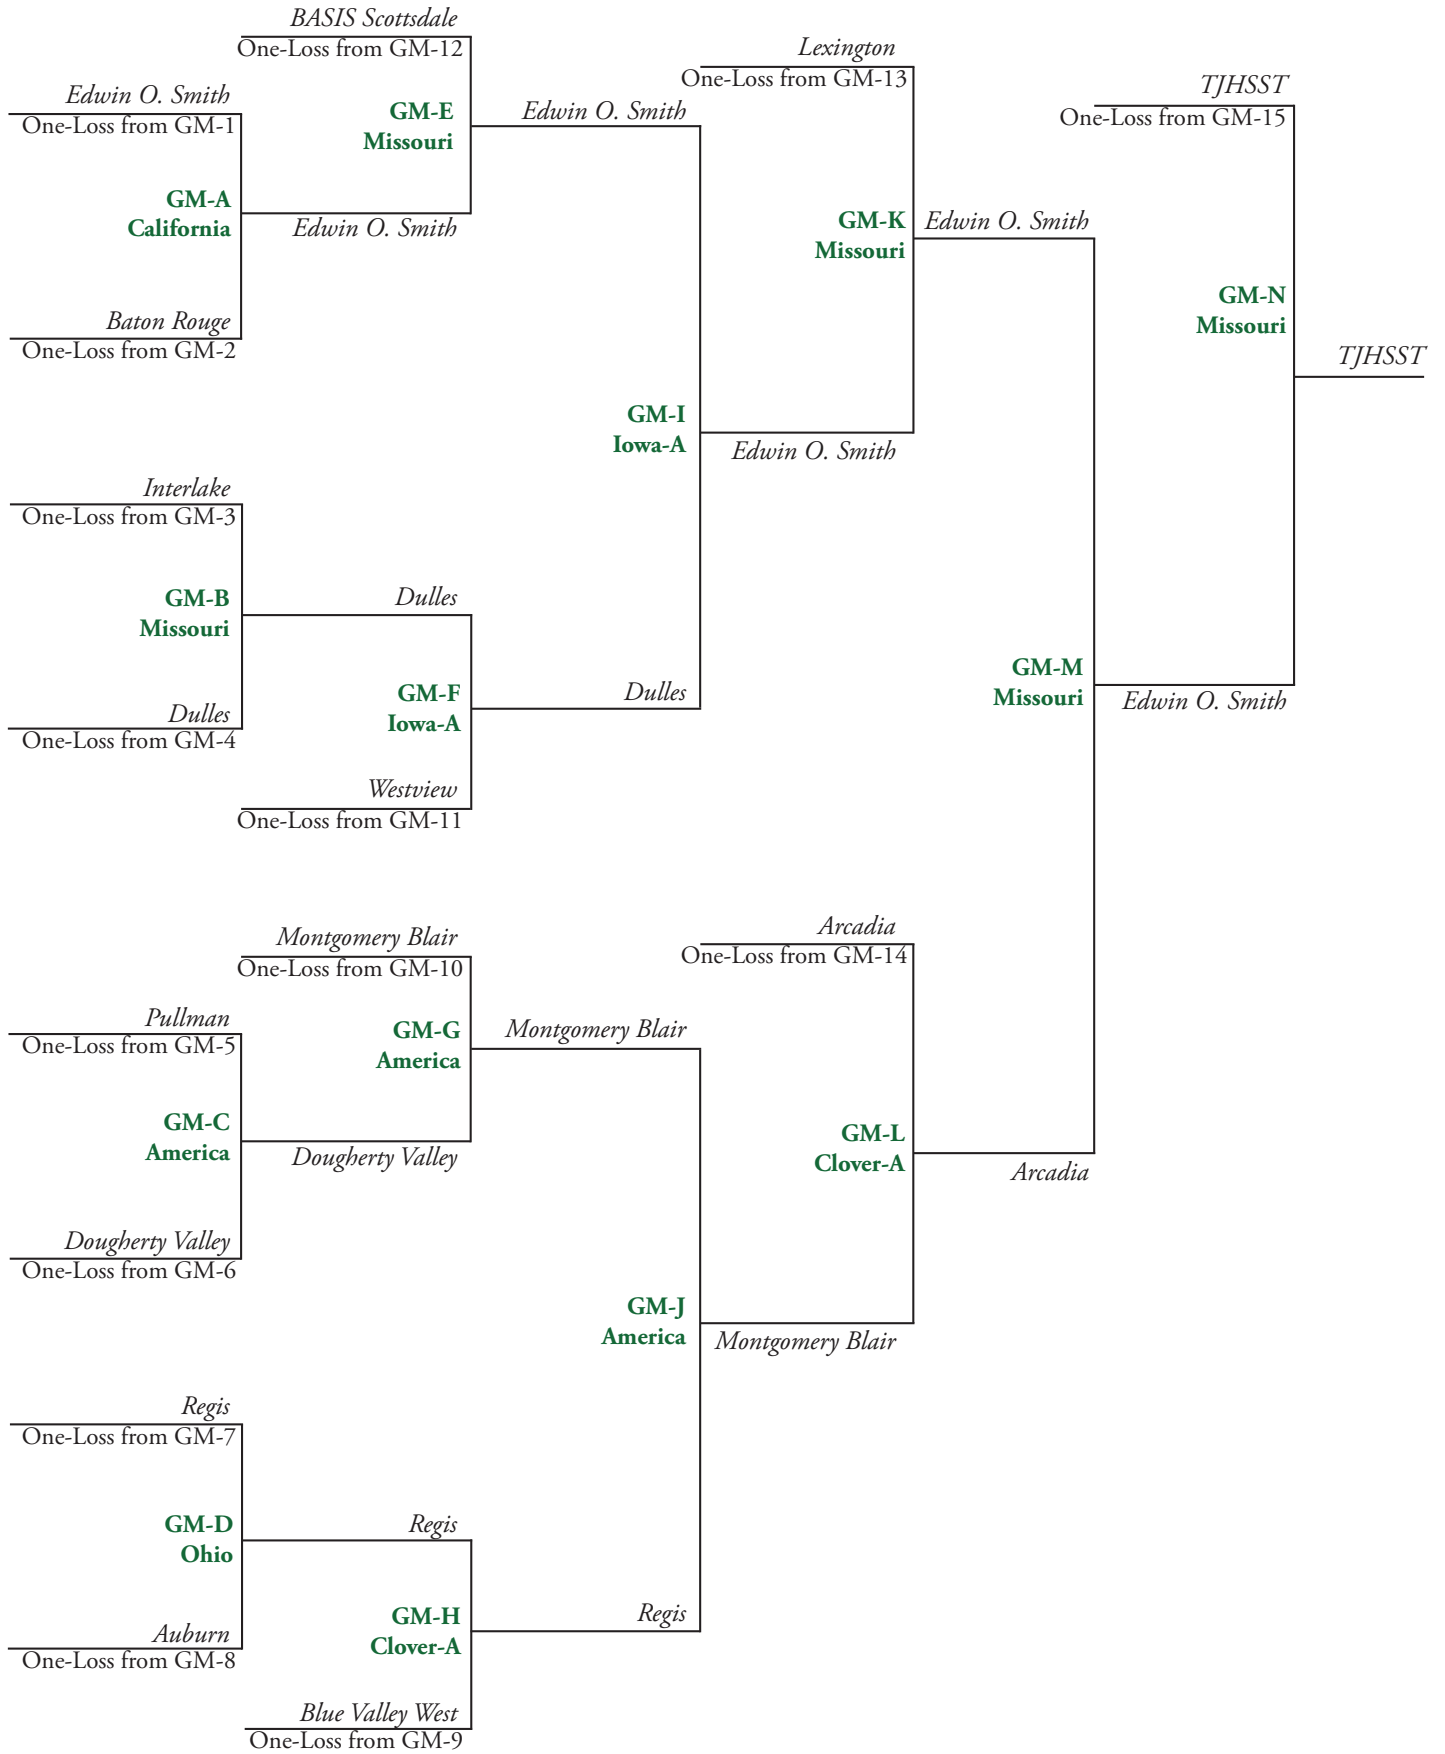 BASIS Scottsdale
One-Loss from GM-12
Lexington
One-Loss from GM-13
TJHSST
One-Loss from GM-15
Edwin O. Smith
One-Loss from GM-1
GM-E
Missouri
Edwin O. Smith
GM-A
California
Edwin O. Smith
GM-K
Missouri
Edwin O. Smith
GM-N
Missouri
Baton Rouge
One-Loss from GM-2
TJHSST
GM-I
Iowa-A
Edwin O. Smith
Interlake
One-Loss from GM-3
GM-B
Missouri
Dulles
GM-M
Missouri
Edwin O. Smith
GM-F
Iowa-A
Dulles
Dulles
One-Loss from GM-4
Westview
One-Loss from GM-11
Montgomery Blair
One-Loss from GM-10
Arcadia
One-Loss from GM-14
Pullman
One-Loss from GM-5
GM-G
America
Montgomery Blair
GM-C
America
Dougherty Valley
GM-L
Clover-A
Arcadia
Dougherty Valley
One-Loss from GM-6
GM-J
America
Montgomery Blair
Regis
One-Loss from GM-7
GM-D
Ohio
Regis
GM-H
Clover-A
Regis
Auburn
One-Loss from GM-8
Blue Valley West
One-Loss from GM-9